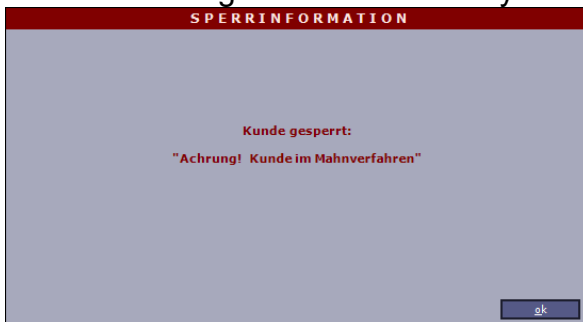 SPERRINFORMATION
Kunde gesperrt:
"Achrung! Kunde im Mahnverfahren"
ok